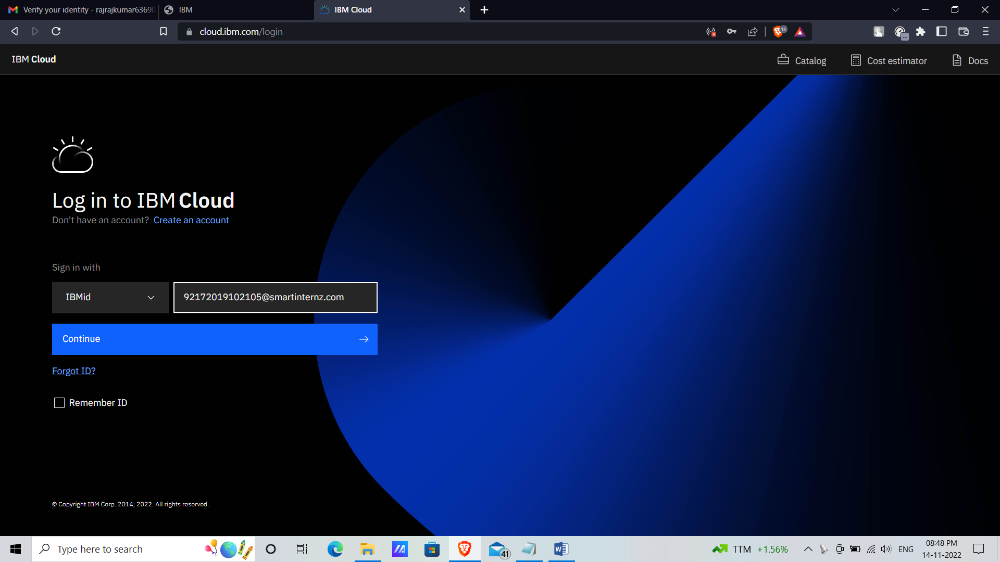 Verify your identity - rajrajkumar63690
IBM
IBM Cloud
cloud.ibm.com/login
15
IBM Cloud
Catalog
Cost estimator
Docs
Log in to IBM Cloud
Don't have an account? Create an account
Sign in with
IBMid
92172019102105@smartinternz.com
Continue
Forgot ID?
Remember ID
© Copyright IBM Corp. 2014, 2022. All rights reserved.
Type here to search
41
TTM +1.56%
ENG
08:48 PM
14-11-2022